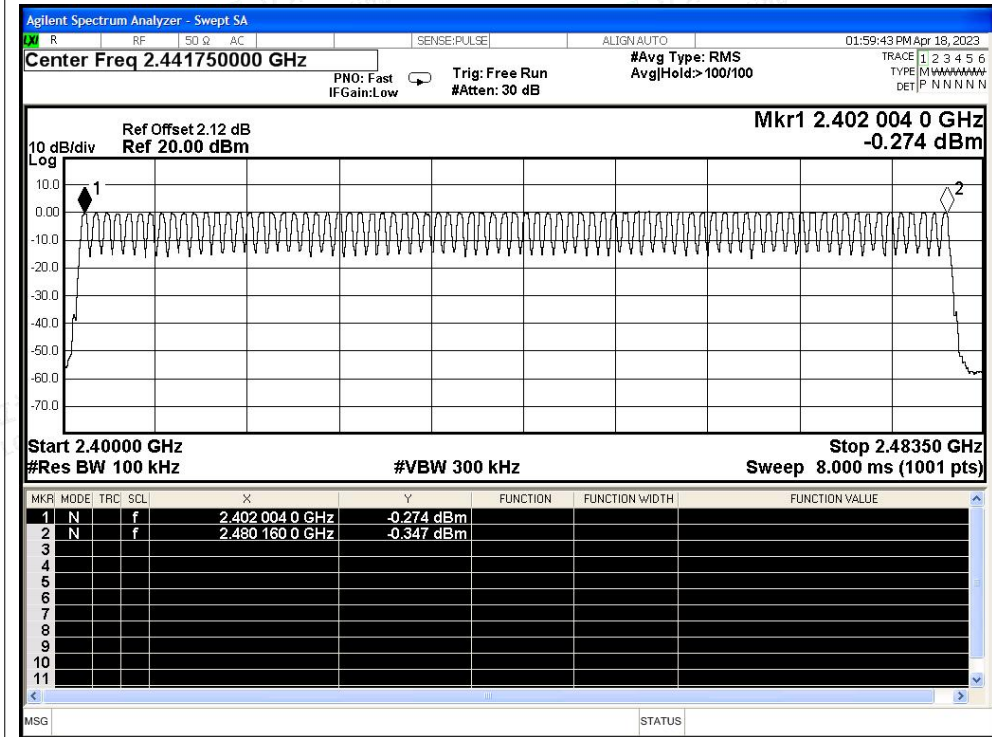 Agilent Spectrum Analyzer - Swept SA
LXI R RF 50 Ω AC SENSE:PULSE ALIGN AUTO 01:59:43 PM Apr 18, 2023
Center Freq 2.441750000 GHz
PNO: Fast
IFGain:Low
Trig: Free Run
#Atten: 30 dB
#Avg Type: RMS
Avg|Hold:> 100/100
TRACE 1 2 3 4 5 6
TYPE M
DET P N N N N N
Mkr1 2.402 004 0 GHz
-0.274 dBm
Ref Offset 2.12 dB
10 dB/div Ref 20.00 dBm
Log
10.0
1
2
0.00
-10.0
-20.0
-30.0
-40.0
-50.0
-60.0
-70.0
Start 2.40000 GHz Stop 2.48350 GHz
#Res BW 100 kHz #VBW 300 kHz Sweep 8.000 ms (1001 pts)
MKR MODE TRC SCL X Y FUNCTION FUNCTION WIDTH FUNCTION VALUE
1 N f 2.402 004 0 GHz -0.274 dBm
2 N f 2.480 160 0 GHz -0.347 dBm
3
4
5
6
7
8
9
10
11
MSG STATUS